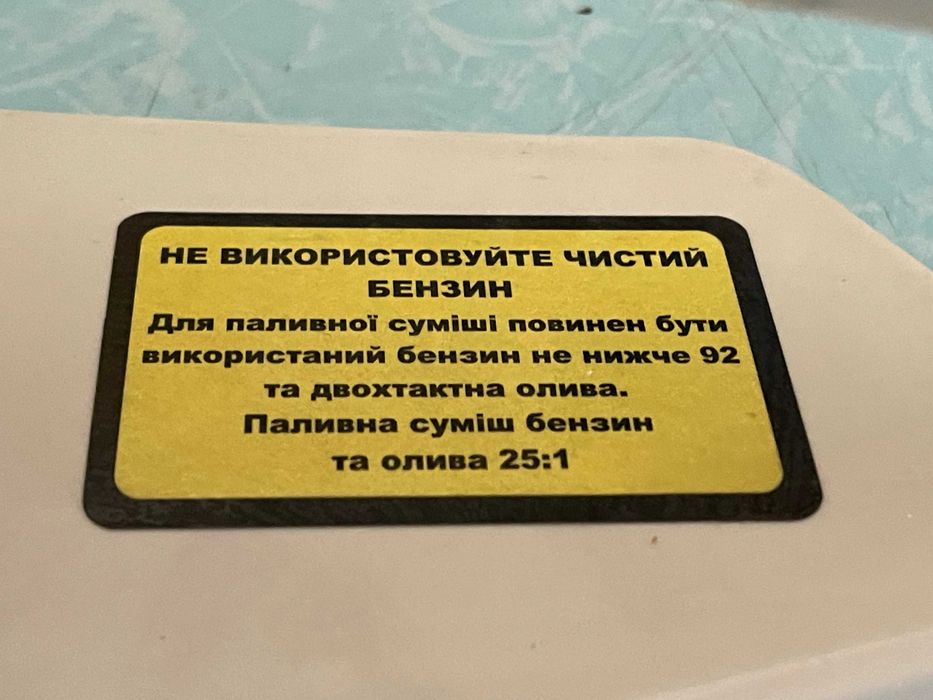 НЕ ВИКОРИСТОВУЙТЕ ЧИСТИЙ
БЕНЗИН
Для паливної суміші повинен бути
використаний бензин не нижче 92
та двохтактна олива.
Паливна суміш бензин
та олива 25:1